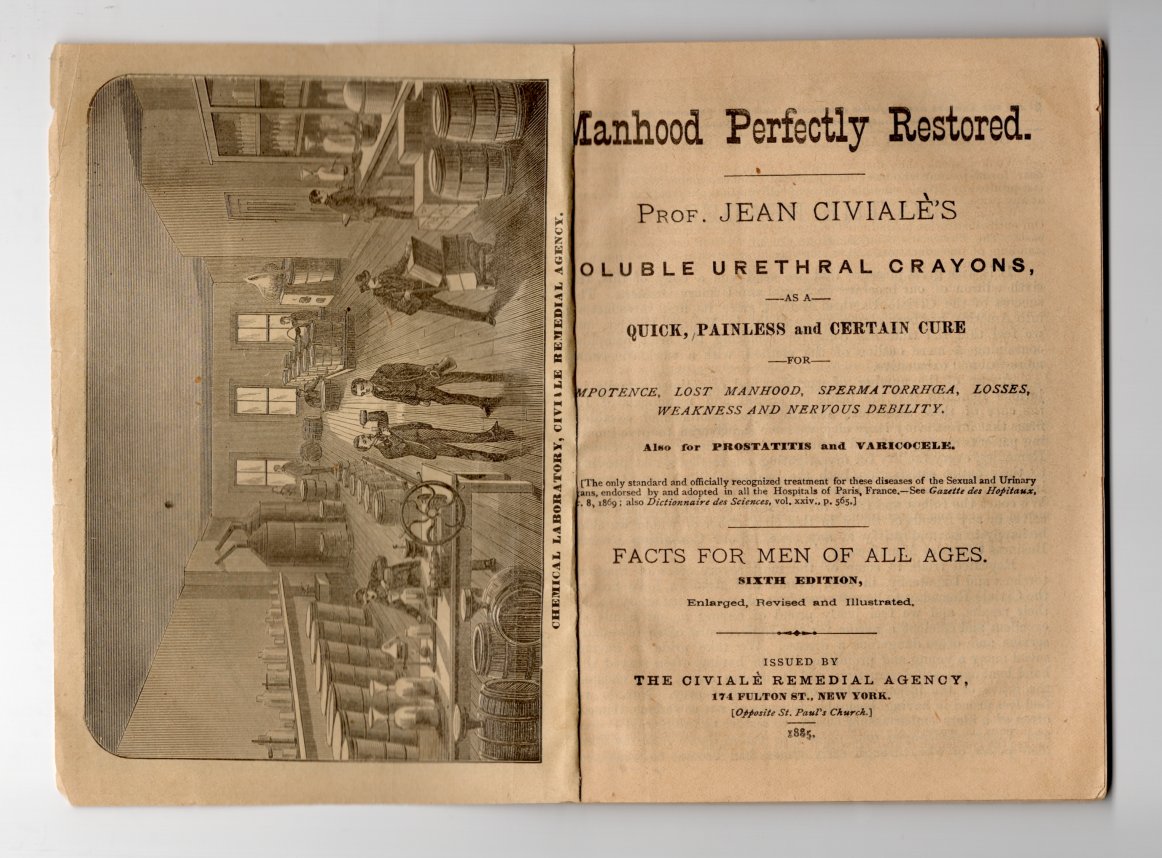 CHEMICAL LABORATORY, CIVIALE REMEDIAL AGENCY.
Manhood Perfectly Restored.
PROF. JEAN CIVIALÈ'S
OLUBLE URETHRAL CRAYONS,
—AS A—
QUICK, PAINLESS and CERTAIN CURE
—FOR—
MPOTENCE, LOST MANHOOD, SPERMATORRHŒA, LOSSES,
WEAKNESS AND NERVOUS DEBILITY.
Also for PROSTATITIS and VARICOCELE.
[The only standard and officially recognized treatment for these diseases of the Sexual and Urinary
ans, endorsed by and adopted in all the Hospitals of Paris, France.—See Gazette des Hopitaux,
. 8, 1869; also Dictionnaire des Sciences, vol. xxiv., p. 565.]
FACTS FOR MEN OF ALL AGES.
SIXTH EDITION,
Enlarged, Revised and Illustrated.
ISSUED BY
THE CIVIALÈ REMEDIAL AGENCY,
174 FULTON ST., NEW YORK.
[Opposite St. Paul's Church.]
1885.